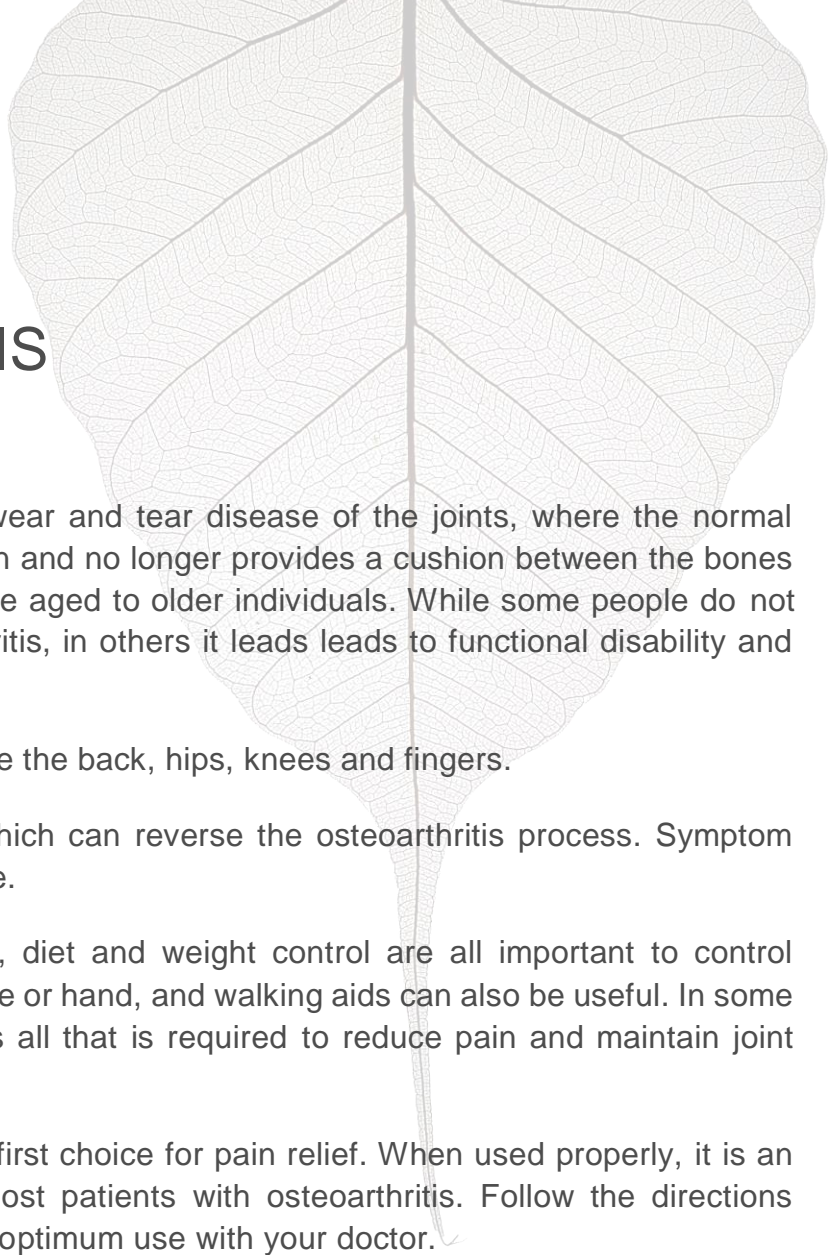 IS
wear and tear disease of the joints, where the normal
and no longer provides a cushion between the bones
aged to older individuals. While some people do not
in others it leads leads to functional disability and
the back, hips, knees and fingers.
which can reverse the osteoarthritis process. Symptom
diet and weight control are all important to control
or hand, and walking aids can also be useful. In some
all that is required to reduce pain and maintain joint
first choice for pain relief. When used properly, it is an
patients with osteoarthritis. Follow the directions
optimum use with your doctor.